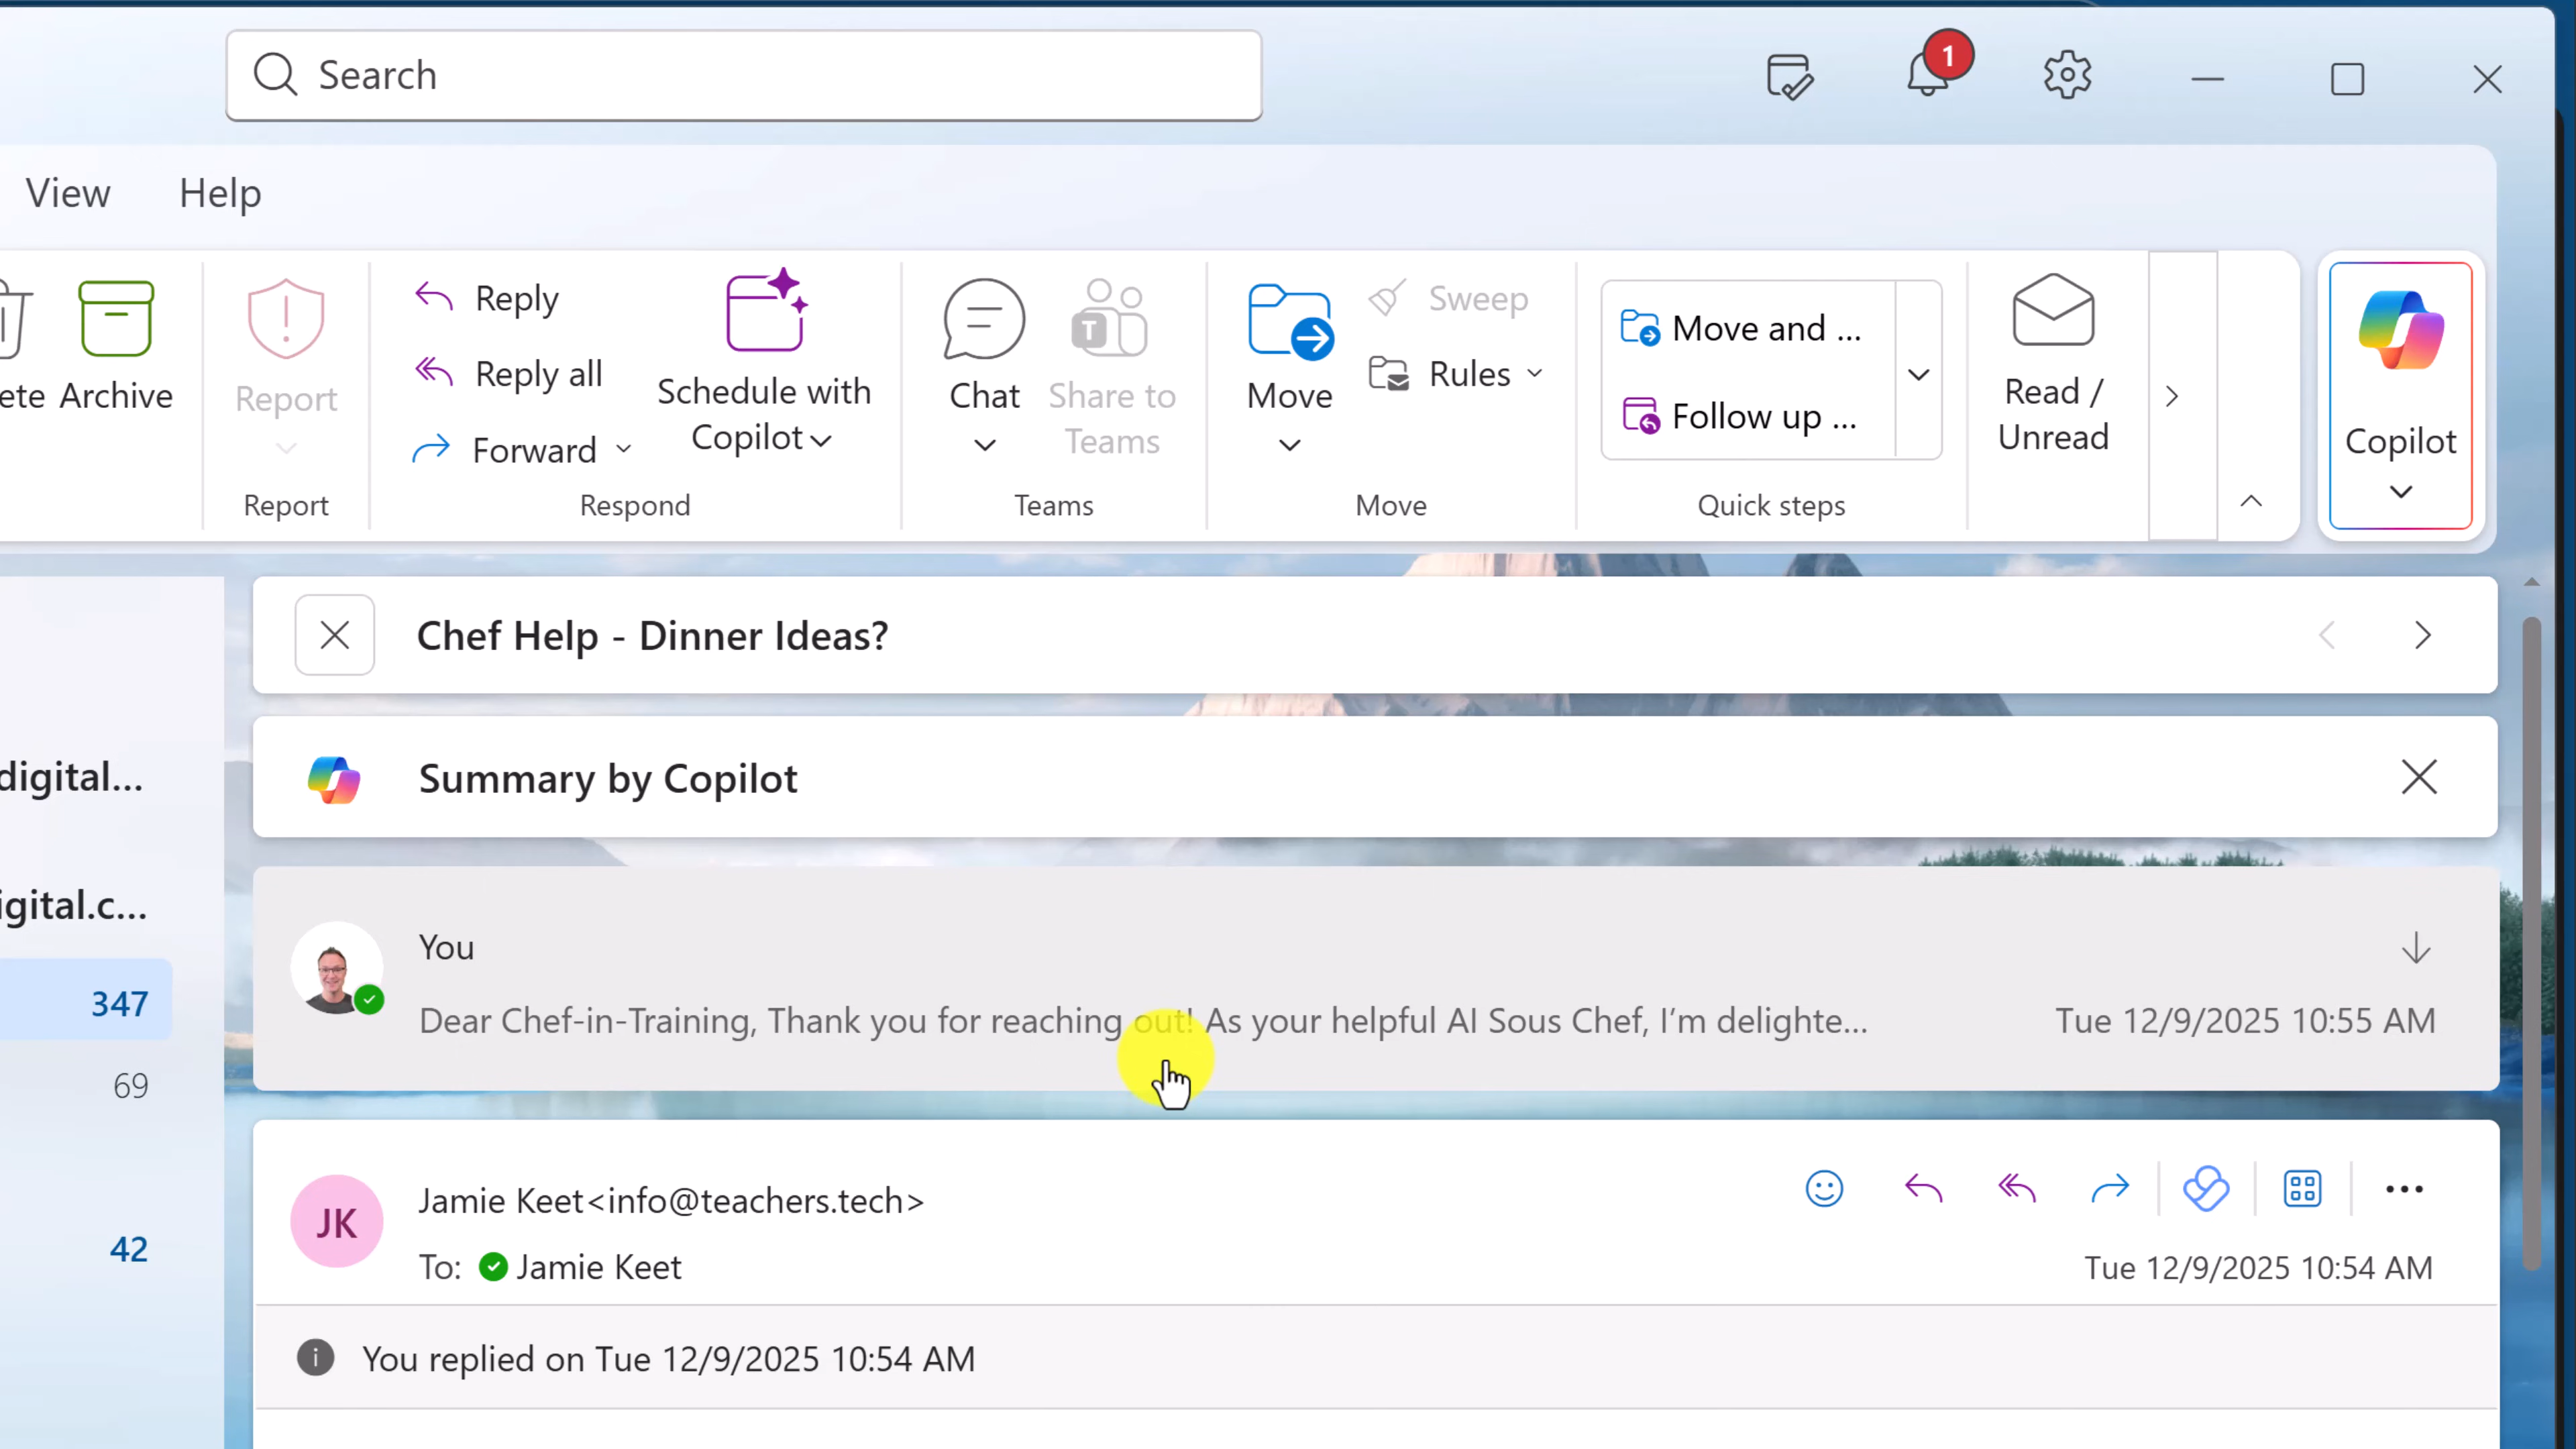 Search
1
View Help
ete Archive
Report
Report
Reply
Reply all
Forward
Schedule with
Copilot
Respond
Chat
Share to
Teams
Teams
Move
Sweep
Rules
Move
Move and ...
Follow up ...
Quick steps
Read /
Unread
Copilot
Chef Help - Dinner Ideas?
Summary by Copilot
digital...
igital.c...
347
69
42
You
Dear Chef-in-Training, Thank you for reaching out! As your helpful AI Sous Chef, I'm delighte... Tue 12/9/2025 10:55 AM
JK
Jamie Keet<info@teachers.tech>
To: Jamie Keet
Tue 12/9/2025 10:54 AM
You replied on Tue 12/9/2025 10:54 AM